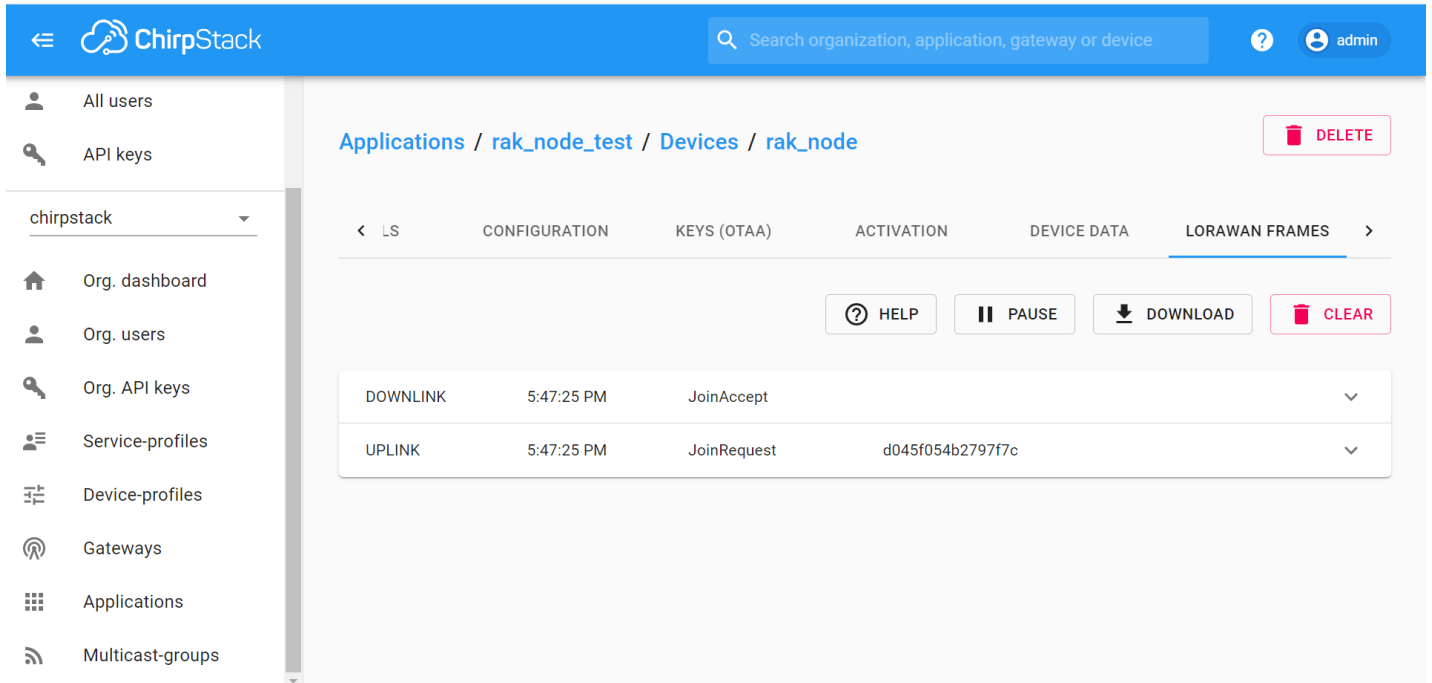 ChirpStack
Search organization, application, gateway or device
? admin
All users
API keys
chirpstack
Org. dashboard
Org. users
Org. API keys
Service-profiles
Device-profiles
Gateways
Applications
Multicast-groups
Applications / rak_node_test / Devices / rak_node
DELETE
LS CONFIGURATION KEYS (OTAA) ACTIVATION DEVICE DATA LORAWAN FRAMES
? HELP PAUSE DOWNLOAD CLEAR
DOWNLINK 5:47:25 PM JoinAccept
UPLINK 5:47:25 PM JoinRequest d045f054b2797f7c